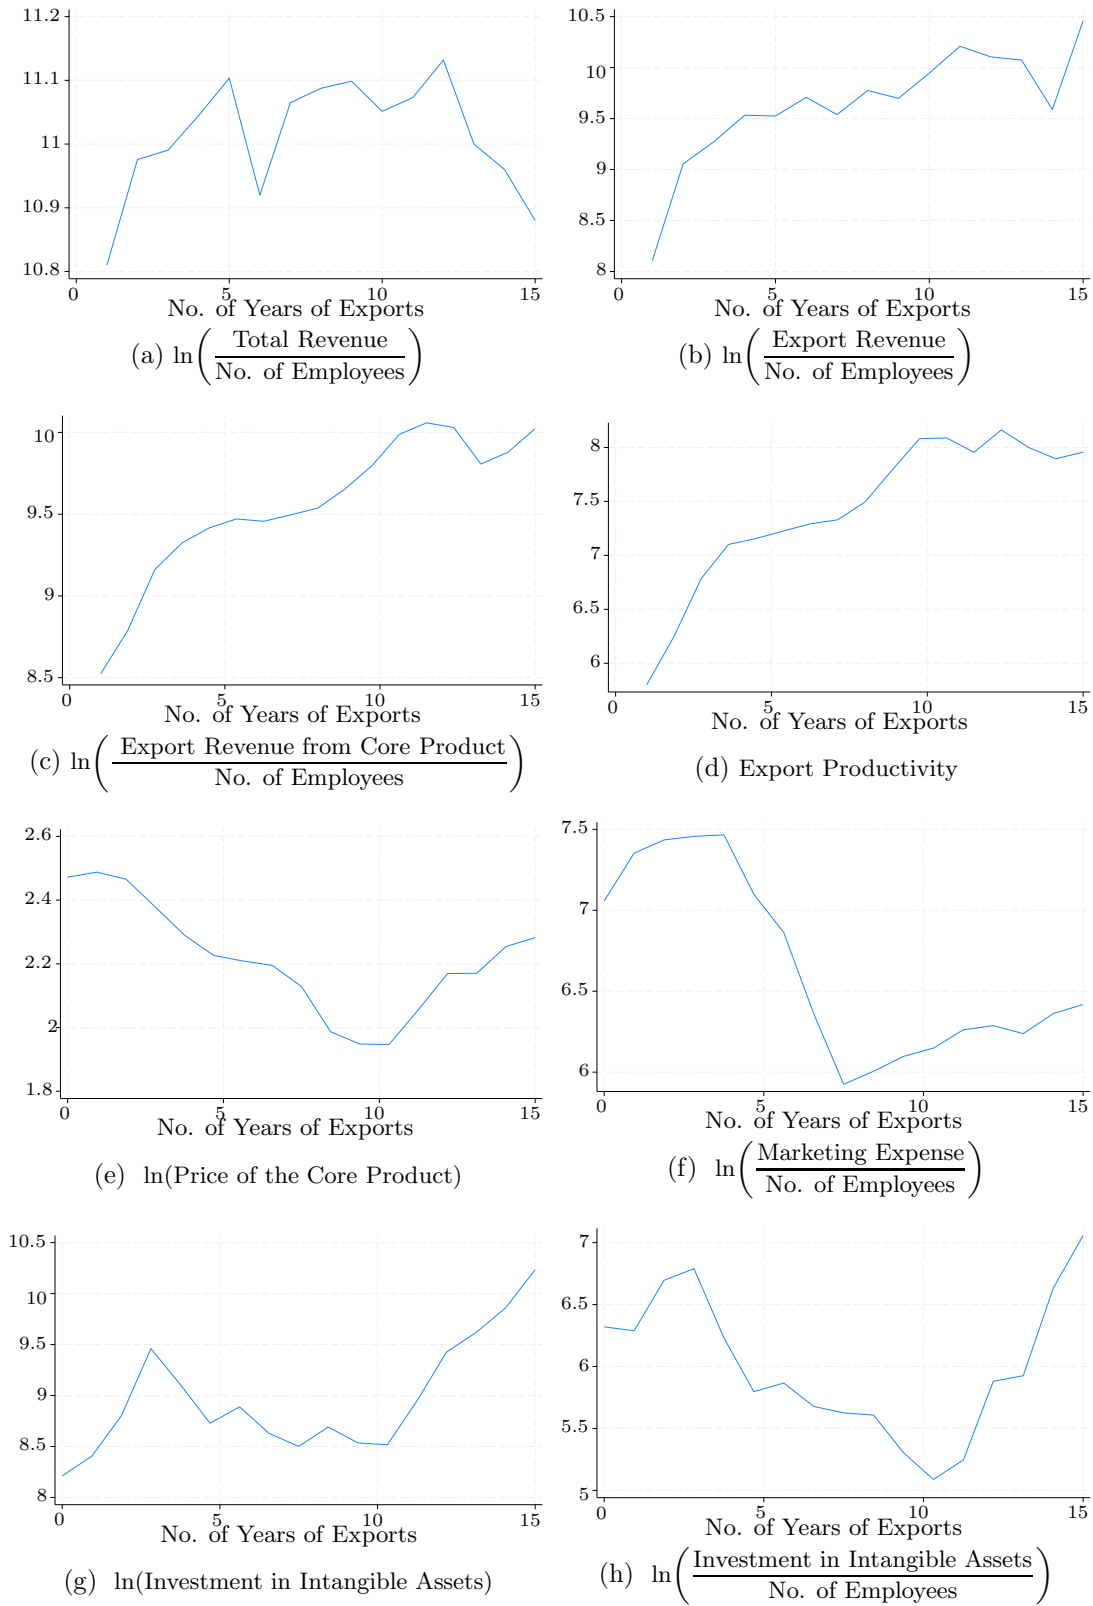 11.2
11.1
11
10.9
10.8
0 5 10 15
No. of Years of Exports
(a) ln(Total Revenue / No. of Employees)
10.5
10
9.5
9
8.5
8
0 5 10 15
No. of Years of Exports
(b) ln(Export Revenue / No. of Employees)
10
9.5
9
8.5
0 5 10 15
No. of Years of Exports
(c) ln(Export Revenue from Core Product / No. of Employees)
8
7.5
7
6.5
6
0 5 10 15
No. of Years of Exports
(d) Export Productivity
2.6
2.4
2.2
2
1.8
0 5 10 15
No. of Years of Exports
(e) ln(Price of the Core Product)
7.5
7
6.5
6
0 5 10 15
No. of Years of Exports
(f) ln(Marketing Expense / No. of Employees)
10.5
10
9.5
9
8.5
8
0 5 10 15
No. of Years of Exports
(g) ln(Investment in Intangible Assets)
7
6.5
6
5.5
5
0 5 10 15
No. of Years of Exports
(h) ln(Investment in Intangible Assets / No. of Employees)